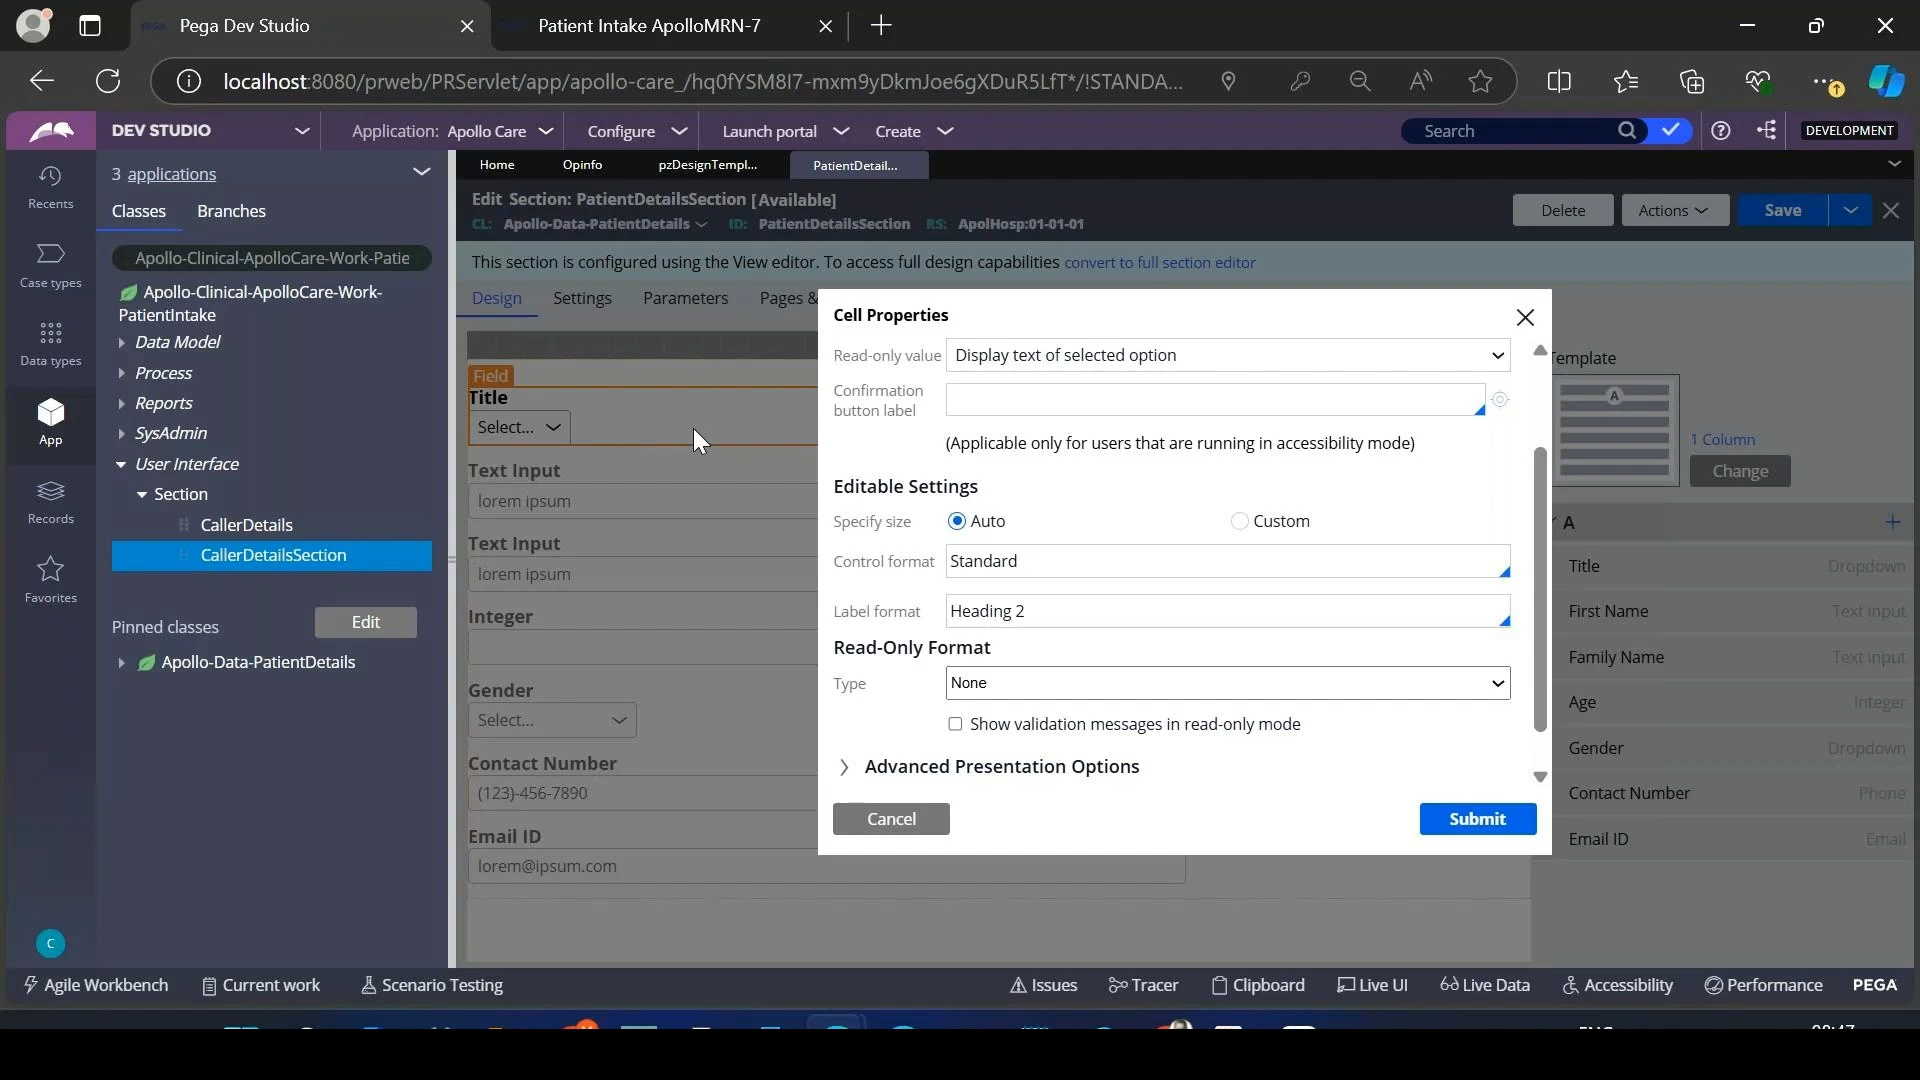 Pega Dev Studio
Patient Intake ApolloMRN-7
localhost:8080/prweb/PRServlet/app/apollo-care_/hq0fYSM8I7-mxm9yDkmJoe6gXDuR5LfT*/!STANDA...
DEV STUDIO
Application: Apollo Care
Configure
Launch portal
Create
Search
DEVELOPMENT
Recents
Case types
Data types
App
Records
Favorites
C
3 applications
Classes
Branches
Apollo-Clinical-ApolloCare-Work-Patie
Apollo-Clinical-ApolloCare-Work-
PatientIntake
Data Model
Process
Reports
SysAdmin
User Interface
Section
CallerDetails
CallerDetailsSection
Pinned classes
Edit
Apollo-Data-PatientDetails
Home
Opinfo
pzDesignTempl...
PatientDetail...
Edit Section: PatientDetailsSection [Available]
CL: Apollo-Data-PatientDetails ID: PatientDetailsSection RS: ApolHosp:01-01-01
Delete
Actions
Save
This section is configured using the View editor. To access full design capabilities convert to full section editor
Design
Settings
Parameters
Pages &
Field
Title
Select...
Text Input
lorem ipsum
Text Input
lorem ipsum
Integer
Gender
Select...
Contact Number
(123)-456-7890
Email ID
lorem@ipsum.com
Cell Properties
Read-only value
Display text of selected option
Confirmation
button label
(Applicable only for users that are running in accessibility mode)
Editable Settings
Specify size
Auto
Custom
Control format
Standard
Label format
Heading 2
Read-Only Format
Type
None
Show validation messages in read-only mode
Advanced Presentation Options
Cancel
Submit
Template
A
1 Column
Change
A
Title Dropdown
First Name Text input
Family Name Text input
Age Integer
Gender Dropdown
Contact Number Phone
Email ID Email
Agile Workbench
Current work
Scenario Testing
Issues
Tracer
Clipboard
Live UI
Live Data
Accessibility
Performance
PEGA